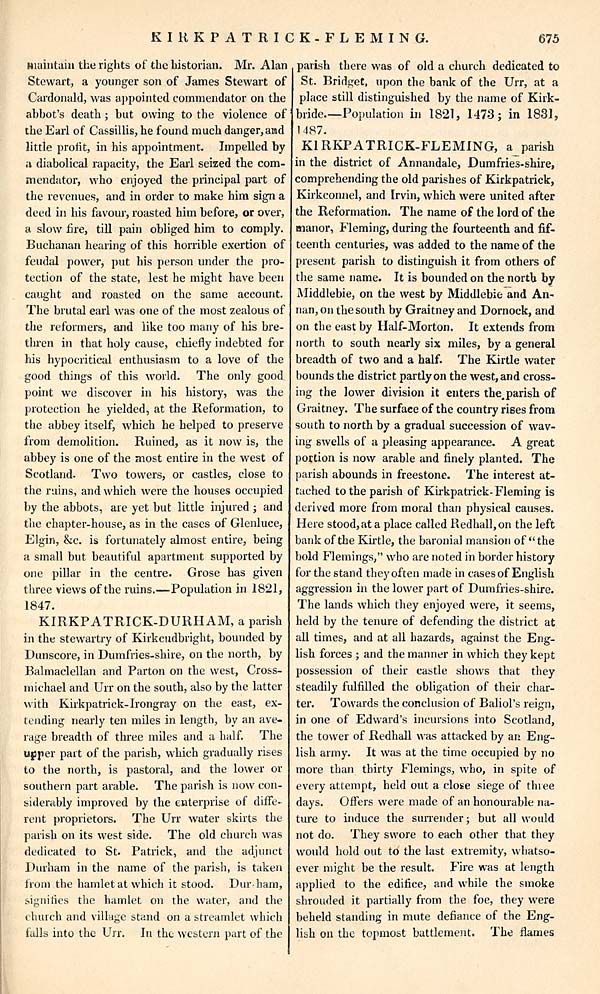 KIRKPATRICK-FLEMING. 675
maintain the rights of the historian. Mr. Alan
Stewart, a younger son of James Stewart of
Cardonald, was appointed commendator on the
abbot's death; but owing to the violence of
the Earl of Cassillis, he found much danger, and
little profit, in his appointment. Impelled by
a diabolical rapacity, the Earl seized the com-
mendator, who enjoyed the principal part of
the revenues, and in order to make him sign a
deed in his favour, roasted him before, or over,
a slow fire, till pain obliged him to comply.
Buchanan hearing of this horrible exertion of
feudal power, put his person under the pro-
tection of the state, lest he might have been
caught and roasted on the same account.
The brutal earl was one of the most zealous of
the reformers, and like too many of his bre-
thren in that holy cause, chiefly indebted for
his hypocritical enthusiasm to a love of the
good things of this world. The only good
point we discover in his history, was the
protection he yielded, at the Reformation, to
the abbey itself, which he helped to preserve
from demolition. Ruined, as it now is, the
abbey is one of the most entire in the west of
Scotland. Two towers, or castles, close to
the ruins, and which were the houses occupied
by the abbots, are yet but little injured; and
the chapter-house, as in the cases of Glenluce,
Elgin, &c. is fortunately almost entire, being
a small but beautiful apartment supported by
one pillar in the centre. Grose has given
three views of the ruins.—Population in 1821,
1847.
KIRKPATRICK-DURHAM, a parish
in the stewartry of Kirkcudbright, bounded by
Dunscore, in Dumfries-shire, on the north, by
Balmaclellan and Parton on the west, Cross-
michael and Urr on the south, also by the latter
with Kirkpatrick-Irongray on the east, ex-
tending nearly ten miles in length, by an ave-
rage breadth of three miles and a half. The
upper part of the parish, which gradually rises
to the north, is pastoral, and the lower or
southern part arable. The parish is now con-
siderably improved by the enterprise of diffe-
rent proprietors. The Urr water skirts the
parish on its west side. The old church was
dedicated to St. Patrick, and the adjunct
Durham in the name of the parish, is taken
from the hamlet at which it stood. Dur-ham,
signifies the hamlet on the water, and the
church and village stand on a streamlet which
falls into the Urr. In the western part of the
parish there was of old a church dedicated to
St. Bridget, upon the bank of the Urr, at a
place still distinguished by the name of Kirk-
bride.—Population in 1821, 1473; in 1831,
1487.
KIRKPATRICK-FLEMING, a parish
in the district of Annandale, Dumfries-shire,
comprehending the old parishes of Kirkpatrick,
Kirkconnel, and Irvin, which were united after
the Reformation. The name of the lord of the
manor, Fleming, during the fourteenth and fif-
teenth centuries, was added to the name of the
present parish to distinguish it from others of
the same name. It is bounded on the north by
Middlebie, on the west by Middlebie and An-
nan, on the south by Graitney and Dornock, and
on the east by Half-Morton. It extends from
north to south nearly six miles, by a general
breadth of two and a half. The Kirtle water
bounds the district partly on the west, and cross-
ing the lower division it enters the parish of
Graitney. The surface of the country rises from
south to north by a gradual succession of wav-
ing swells of a pleasing appearance. A great
portion is now arable and finely planted. The
parish abounds in freestone. The interest at-
tached to the parish of Kirkpatrick-Fleming is
derived more from moral than physical causes.
Here stood, at a place called Redhall, on the left
bank of the Kirtle, the baronial mansion of "the
bold Flemings," who are noted in border history
for the stand they often made in cases of English
aggression in the lower part of Dumfries-shire.
The lands which they enjoyed were, it seems,
held by the tenure of defending the district at
all times, and at all hazards, against the Eng-
lish forces; and the manner in which they kept
possession of their castle shows that they
steadily fulfilled the obligation of their char-
ter. Towards the conclusion of Baliol's reign,
in one of Edward's incursions into Scotland,
the tower of Redhall was attacked by an Eng-
lish army. It was at the time occupied by no
more than thirty Flemings, who, in spite of
every attempt, held out a close siege of three
days. Offers were made of an honourable na-
ture to induce the surrender; but all would
not do. They swore to each other that they
would hold out to the last extremity, whatso-
ever might be the result. Fire was at length
applied to the edifice, and while the smoke
shrouded it partially from the foe, they were
beheld standing in mute defiance of the Eng-
lish on the topmost battlement. The flames